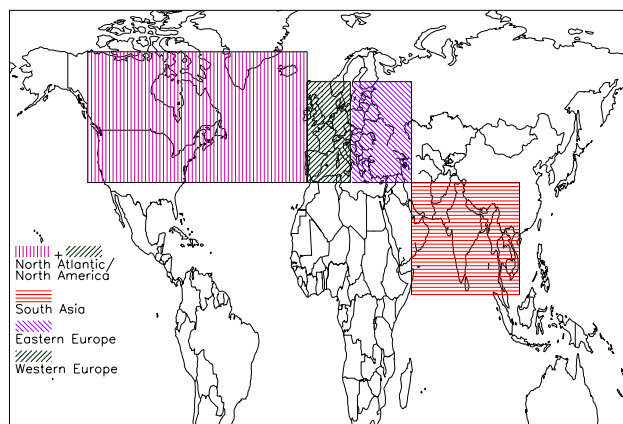 +
North Atlantic/
North America
South Asia
Eastern Europe
Western Europe